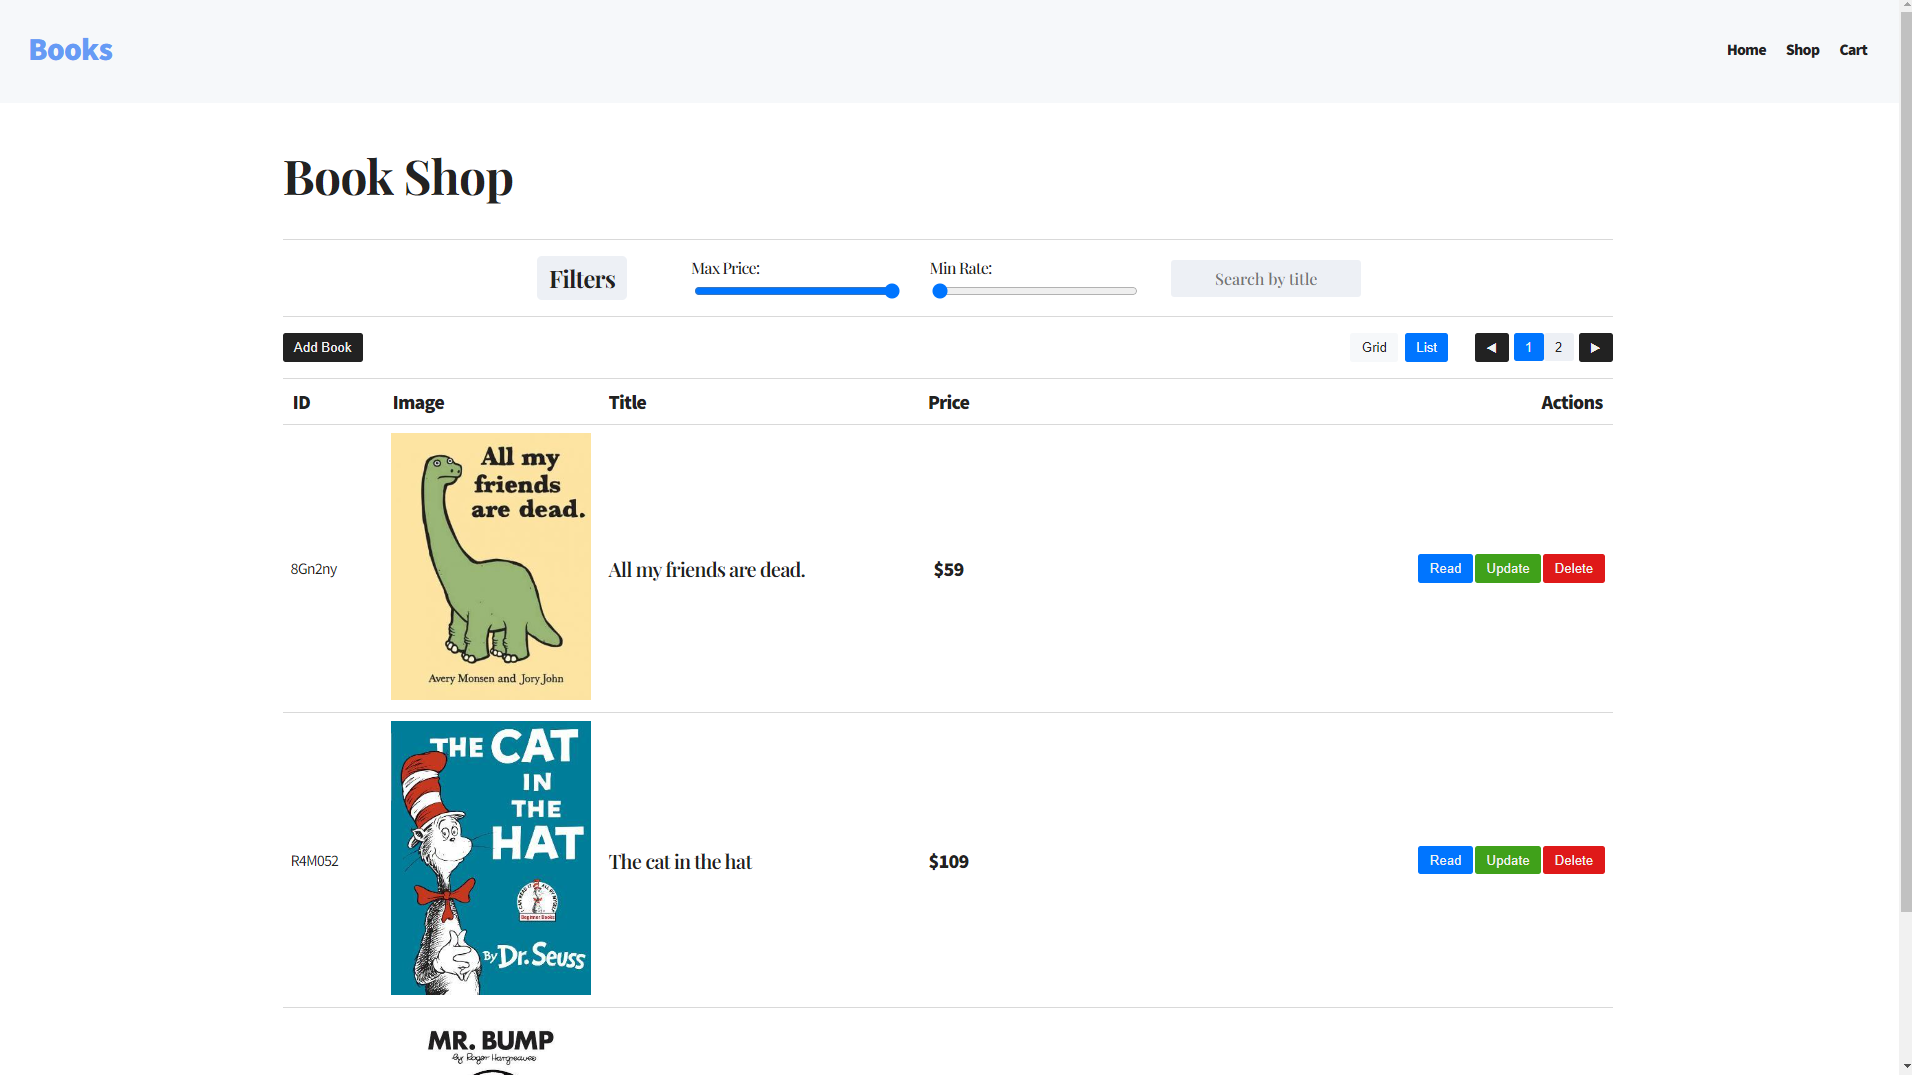 Books
Home Shop Cart
Book Shop
Filters
Max Price:
Min Rate:
Search by title
Add Book
Grid List ◀ 1 2 ▶
ID Image Title Price Actions
All my
friends
are dead.
Avery Monsen and Jory John
8Gn2ny All my friends are dead. $59 Read Update Delete
THE CAT
IN
THE
HAT
Beginner Books
By Dr. Seuss
R4M052 The cat in the hat $109 Read Update Delete
MR. BUMP
By Roger Hargreaves